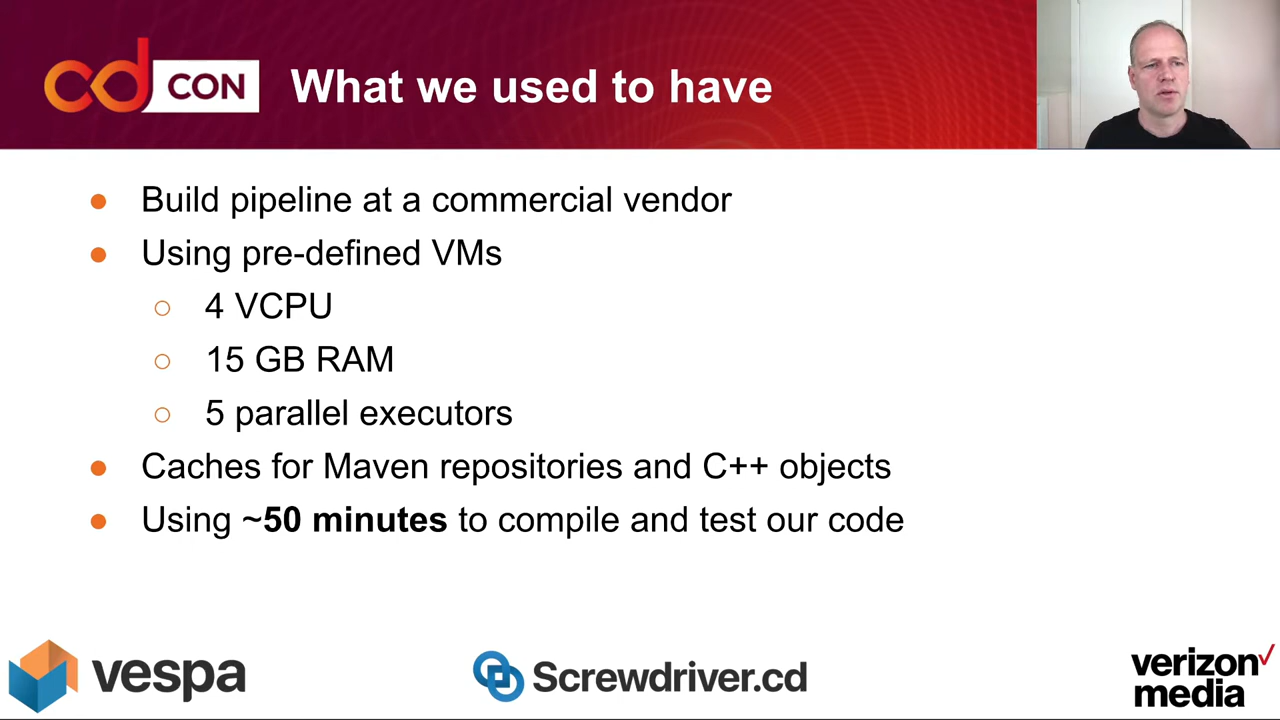 cd CON
What we used to have
● Build pipeline at a commercial vendor
● Using pre-defined VMs
○ 4 VCPU
○ 15 GB RAM
○ 5 parallel executors
● Caches for Maven repositories and C++ objects
● Using ~50 minutes to compile and test our code
vespa
Screwdriver.cd
verizon✓
media